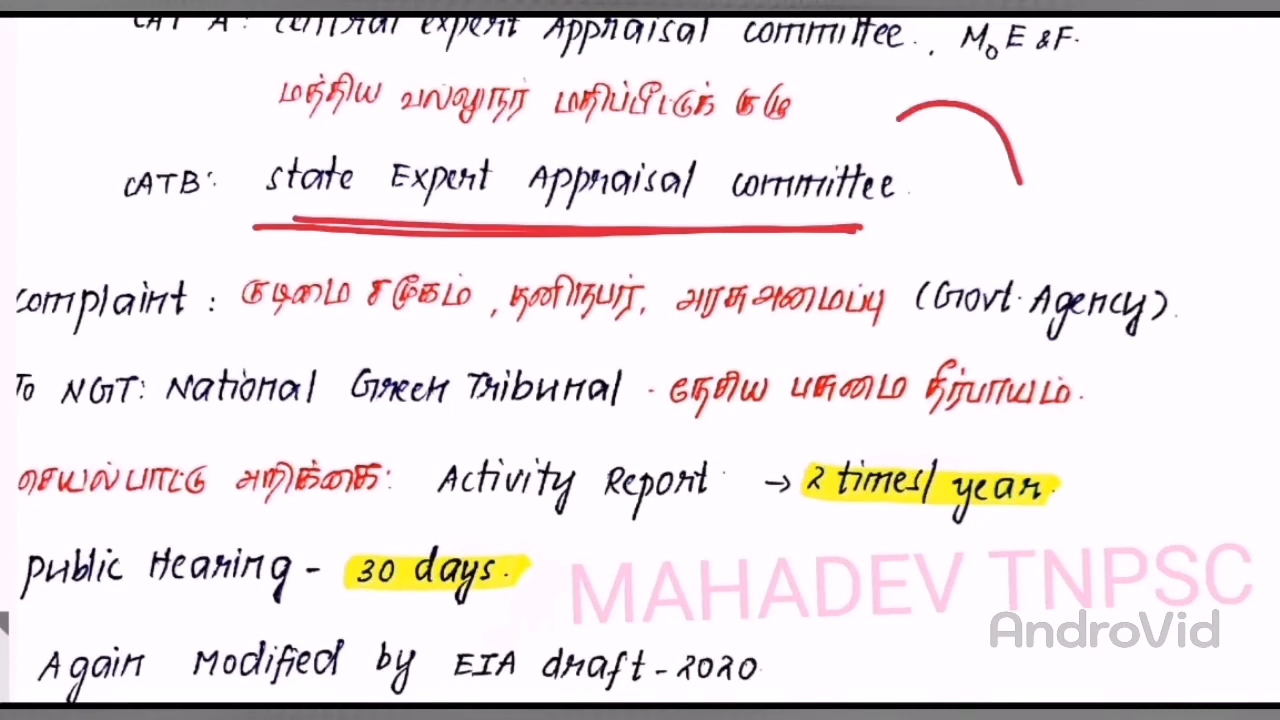 CAT A: Central Expert Appraisal committee., MoE&F.
மத்திய வல்லுநர் மதிப்பீட்டுக் குழு
CATB: State Expert Appraisal committee.
complaint: குடிமை சமூகம், தனிநபர், அரசுஅமைப்பு (Govt. Agency).
To NGT: National Green Tribunal - தேசிய பசுமை தீர்பாயம்.
செயல்பாட்டு அறிக்கை: Activity Report → 2 times/year.
public Hearing - 30 days.
MAHADEV TNPSC
AndroVid
Again Modified by EIA draft-2020